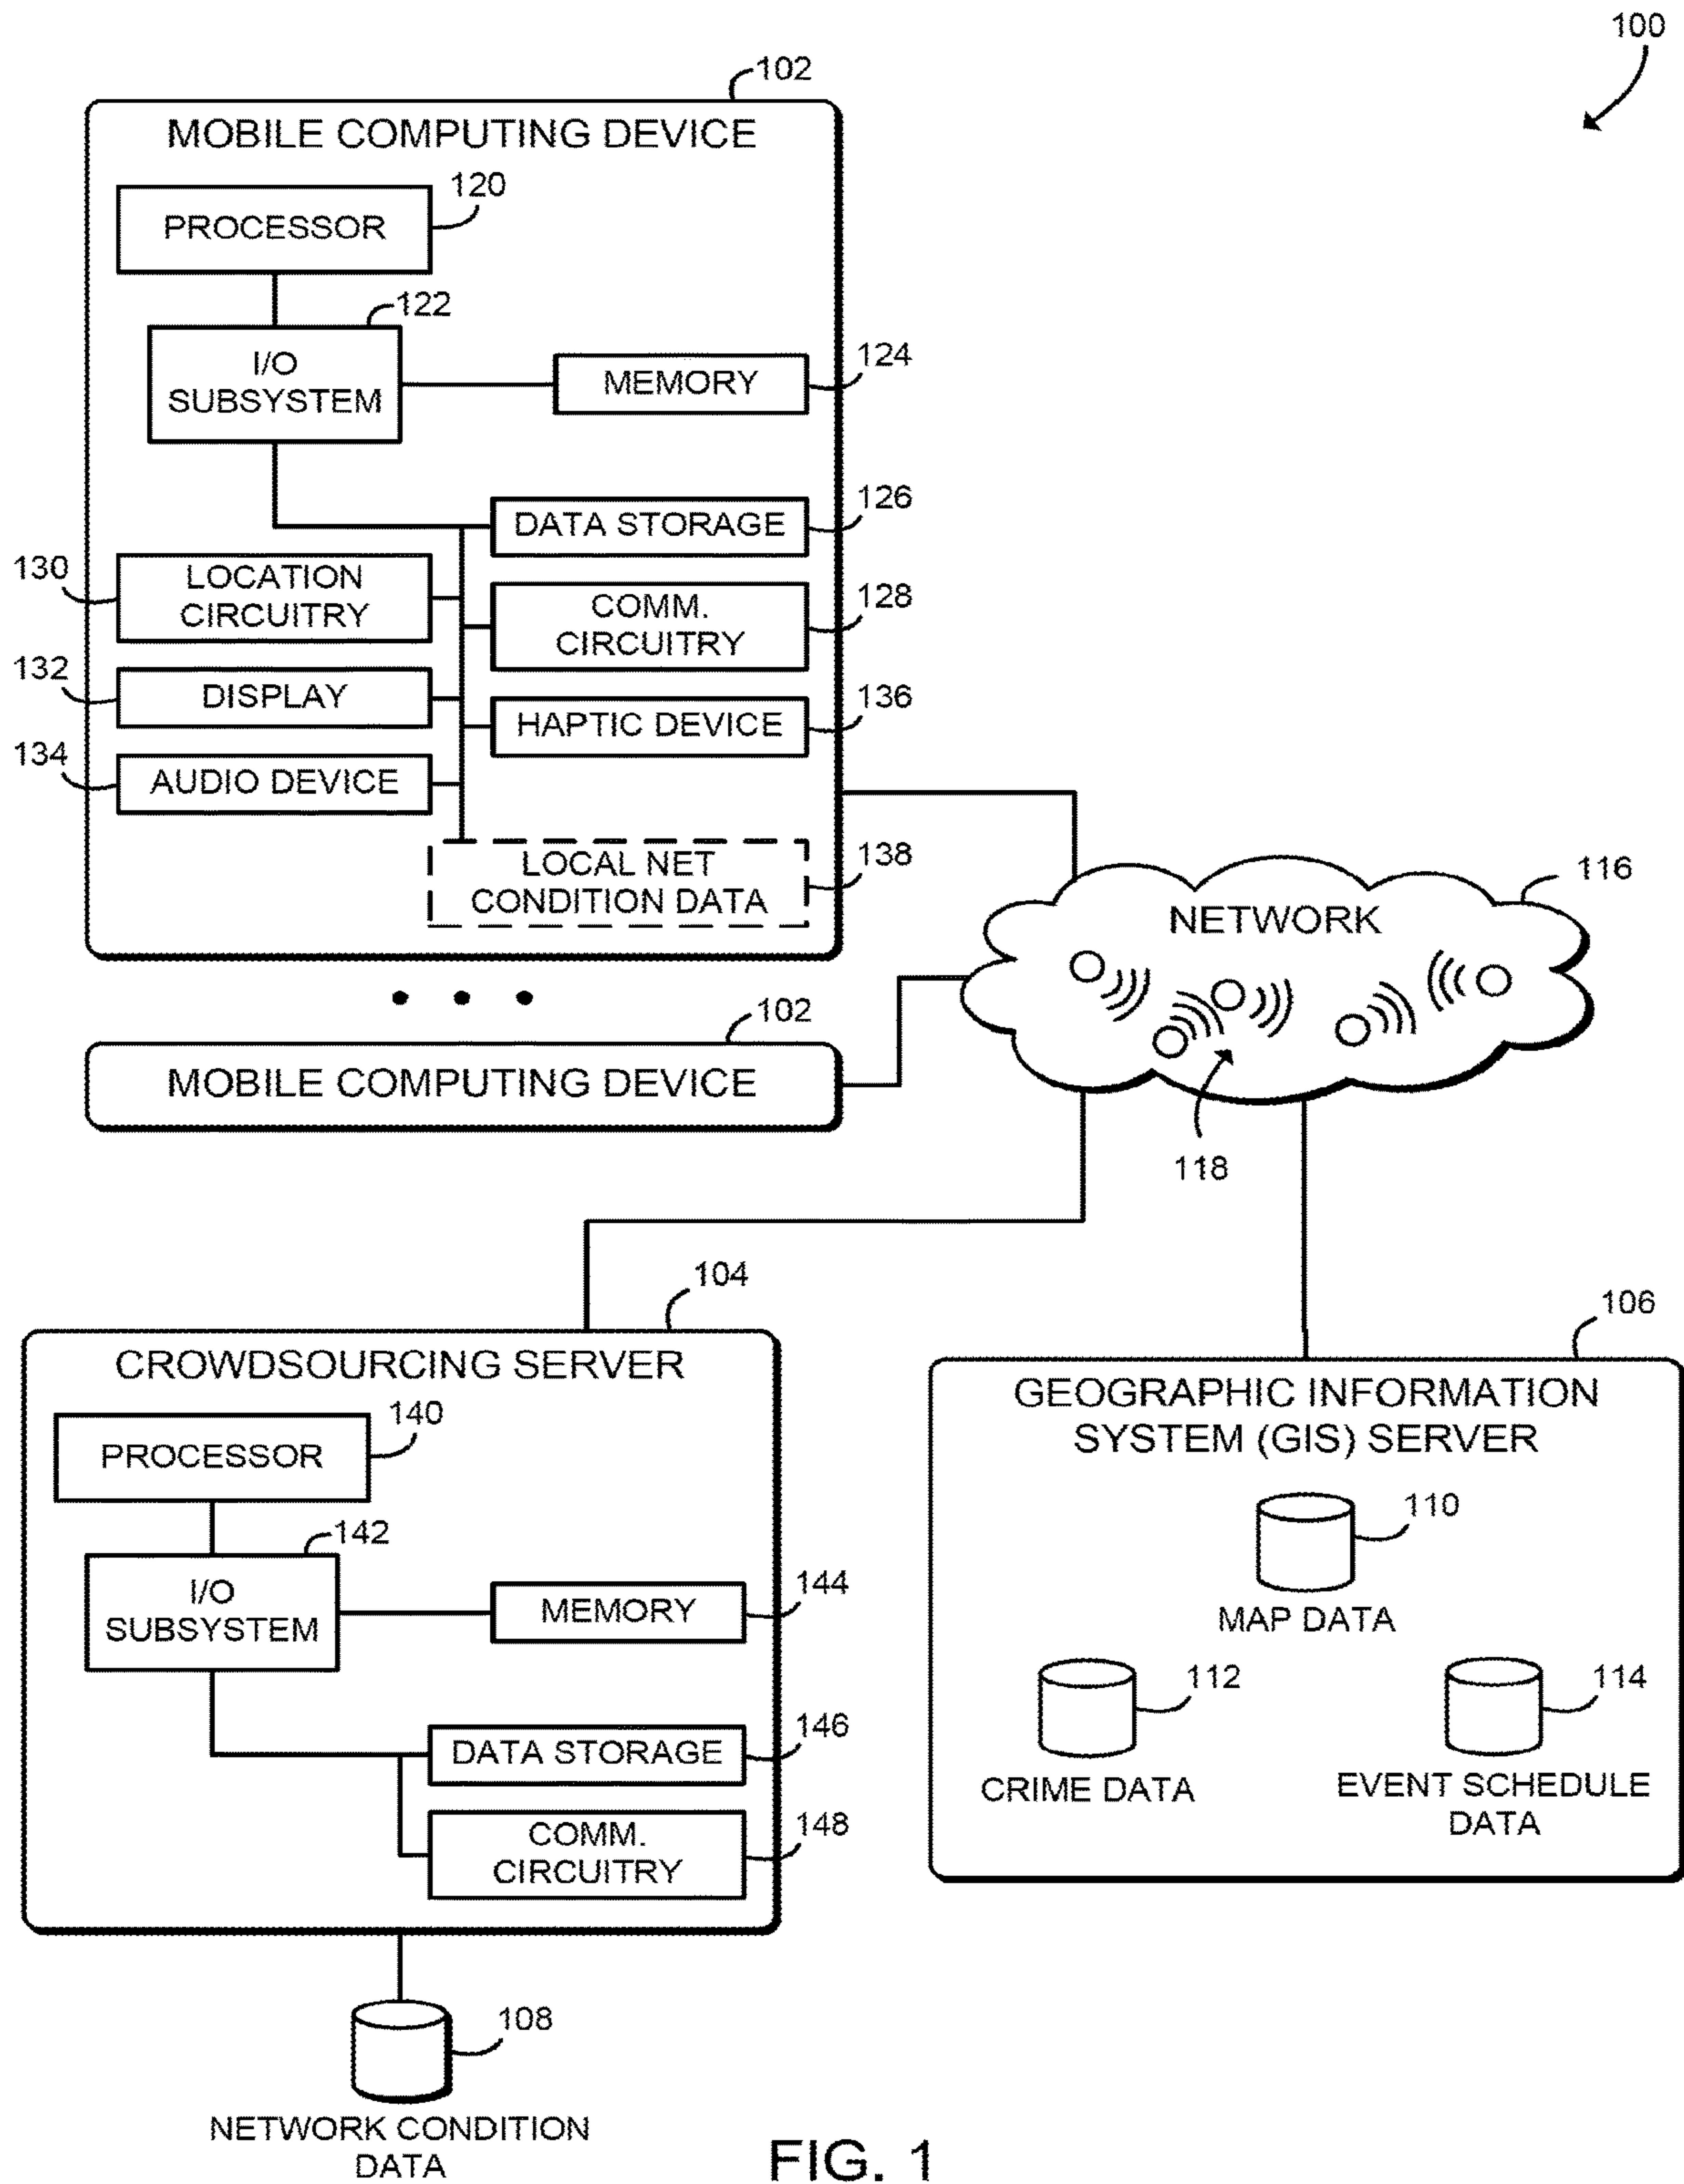 100
102
MOBILE COMPUTING DEVICE
120
PROCESSOR
122
I/O
SUBSYSTEM
124
MEMORY
126
DATA STORAGE
130
LOCATION
CIRCUITRY
128
COMM.
CIRCUITRY
132
DISPLAY
136
HAPTIC DEVICE
134
AUDIO DEVICE
138
LOCAL NET
CONDITION DATA
116
NETWORK
118
102
MOBILE COMPUTING DEVICE
104
CROWDSOURCING SERVER
140
PROCESSOR
142
I/O
SUBSYSTEM
144
MEMORY
146
DATA STORAGE
148
COMM.
CIRCUITRY
108
NETWORK CONDITION
DATA
106
GEOGRAPHIC INFORMATION
SYSTEM (GIS) SERVER
110
MAP DATA
112
CRIME DATA
114
EVENT SCHEDULE
DATA
FIG. 1